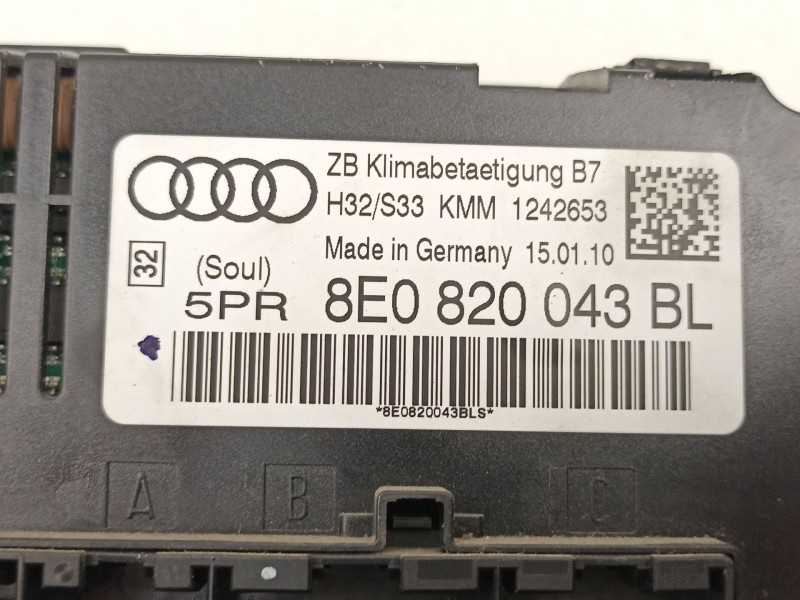 ZB Klimabetaetigung B7
H32/S33 KMM 1242653
Made in Germany 15.01.10
32
(Soul)
5PR 8E0 820 043 BL
*8E0820043BLS*
A B C